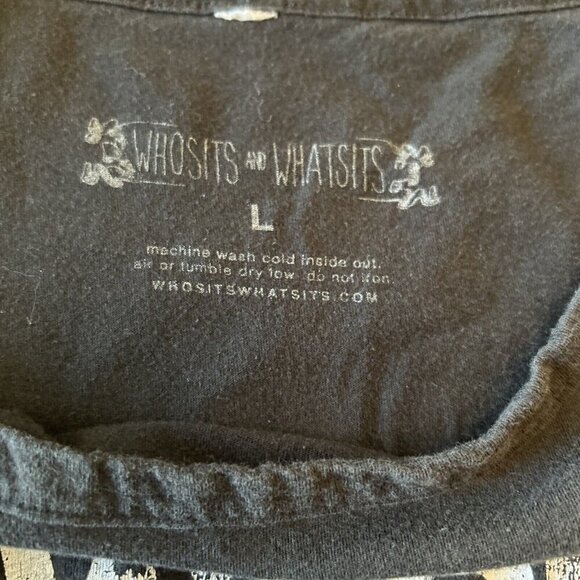 WHOSITS AND WHATSITS
L
machine wash cold inside out.
air or tumble dry low. do not iron.
WHOSITSWHATSITS.COM